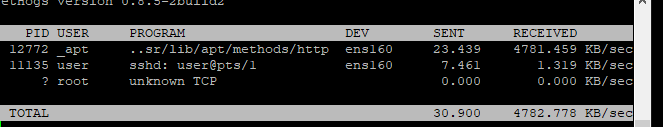 etHogs version 0.8.5-2build2
PID USER PROGRAM DEV SENT RECEIVED
12772 _apt ..sr/lib/apt/methods/http ens160 23.439 4781.459 KB/sec
11135 user sshd: user@pts/1 ens160 7.461 1.319 KB/sec
? root unknown TCP 0.000 0.000 KB/sec
TOTAL 30.900 4782.778 KB/sec